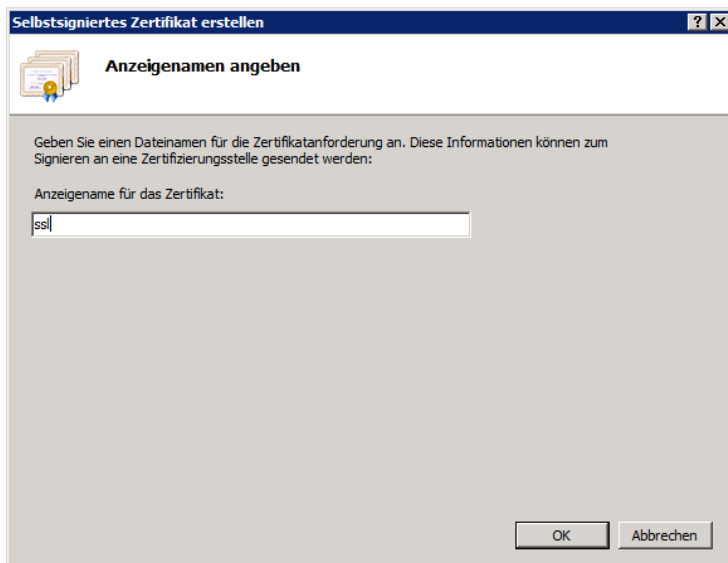 Selbstsigniertes Zertifikat erstellen
Anzeigenamen angeben
Geben Sie einen Dateinamen für die Zertifikatanforderung an. Diese Informationen können zum
Signieren an eine Zertifizierungsstelle gesendet werden:
Anzeigename für das Zertifikat:
ssl
OK
Abbrechen